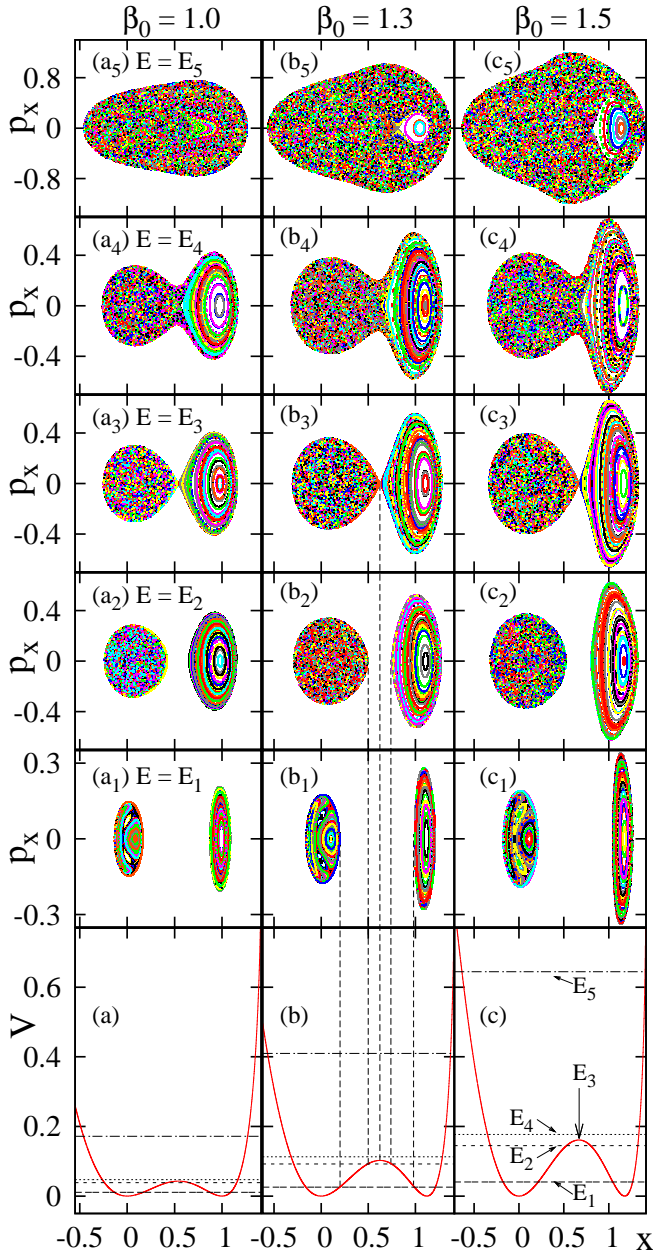 β₀ = 1.0 β₀ = 1.3 β₀ = 1.5
(a₅) E = E₅ (b₅) (c₅)
pₓ 0.8 0 -0.8
(a₄) E = E₄ (b₄) (c₄)
pₓ 0.4 0 -0.4
(a₃) E = E₃ (b₃) (c₃)
pₓ 0.4 0 -0.4
(a₂) E = E₂ (b₂) (c₂)
pₓ 0.4 0 -0.4
(a₁) E = E₁ (b₁) (c₁)
pₓ 0.3 0 -0.3
V 0.6 0.4 0.2 0
(a) (b) (c)
E₅
E₃
E₄
E₂
E₁
-0.5 0 0.5 1 -0.5 0 0.5 1 -0.5 0 0.5 1 x